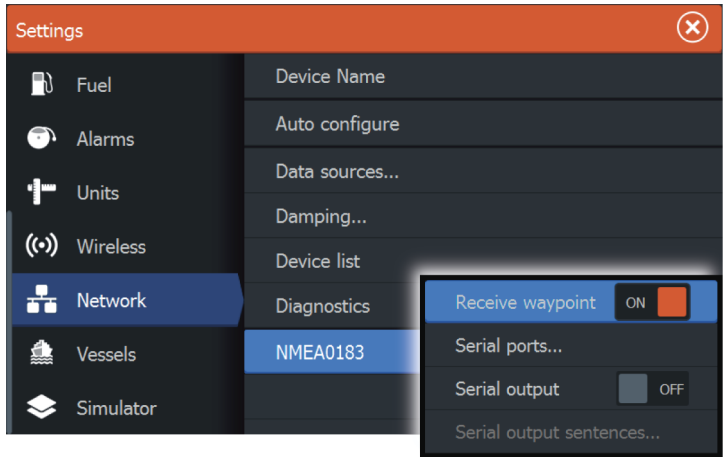 Settings
Fuel
Alarms
Units
Wireless
Network
Vessels
Simulator
Device Name
Auto configure
Data sources...
Damping...
Device list
Diagnostics
NMEA0183
Receive waypoint ON
Serial ports...
Serial output OFF
Serial output sentences...